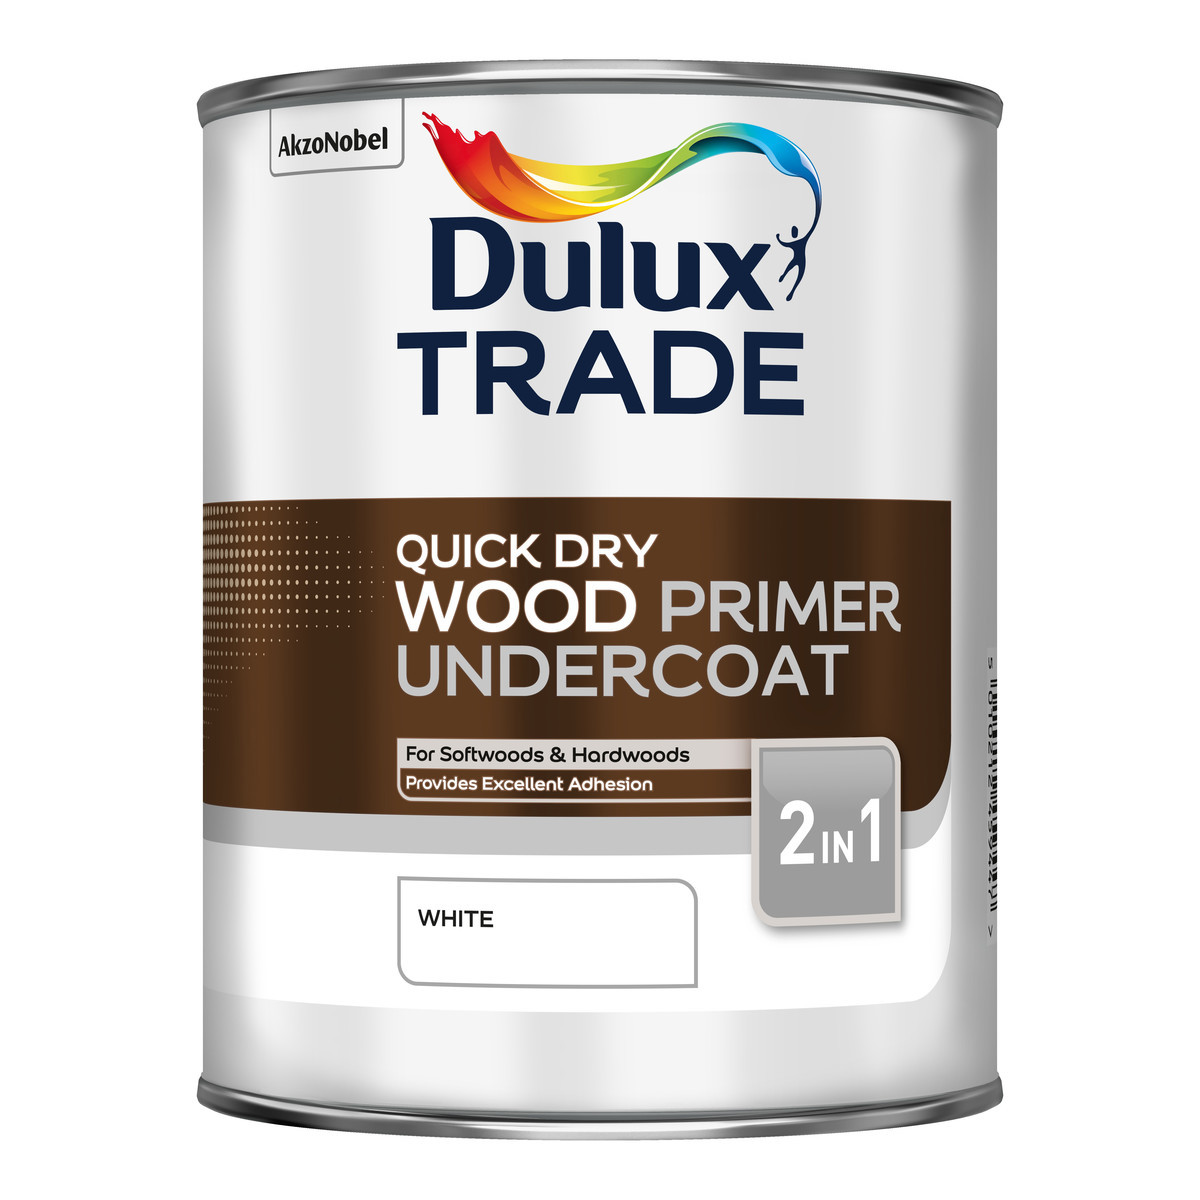 AkzoNobel
Dulux
TRADE
QUICK DRY
WOOD PRIMER
UNDERCOAT
For Softwoods & Hardwoods
Provides Excellent Adhesion
2 IN 1
WHITE